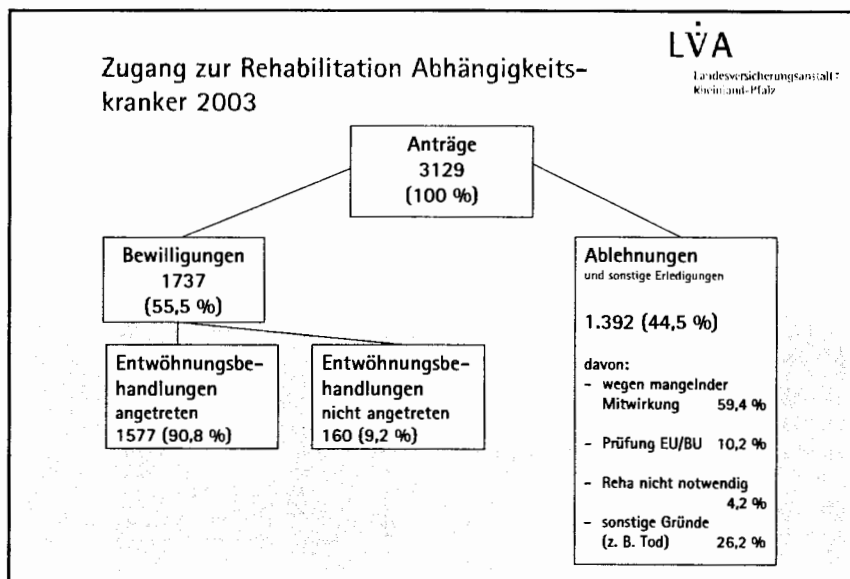 Zugang zur Rehabilitation Abhängigkeits-
kranker 2003
LVA
Landesversicherungsanstalt
Rheinland-Pfalz
Anträge
3129
(100 %)
Bewilligungen
1737
(55,5 %)
Entwöhnungsbe-
handlungen
angetreten
1577 (90,8 %)
Entwöhnungsbe-
handlungen
nicht angetreten
160 (9,2 %)
Ablehnungen
und sonstige Erledigungen
1.392 (44,5 %)
davon:
- wegen mangelnder
Mitwirkung 59,4 %
- Prüfung EU/BU 10,2 %
- Reha nicht notwendig
4,2 %
- sonstige Gründe
(z. B. Tod) 26,2 %